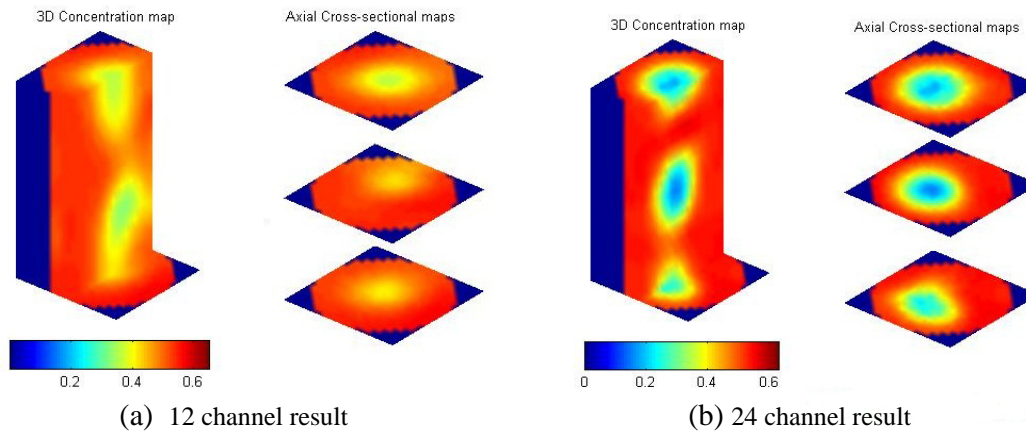 3D Concentration map
Axial Cross-sectional maps
0.2 0.4 0.6
(a) 12 channel result
3D Concentration map
Axial Cross-sectional maps
0 0.2 0.4 0.6
(b) 24 channel result